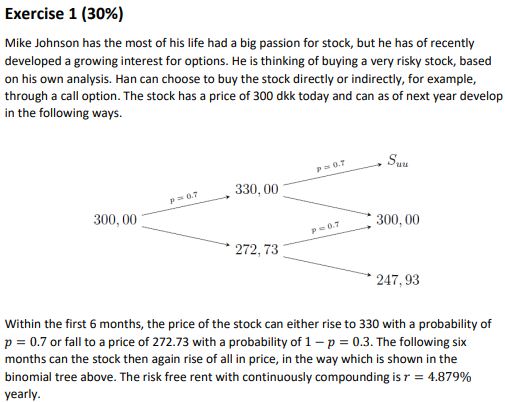 Exercise 1 (30%)
Mike Johnson has the most of his life had a big passion for stock, but he has of recently
developed a growing interest for options. He is thinking of buying a very risky stock, based
on his own analysis. Han can choose to buy the stock directly or indirectly, for example,
through a call option. The stock has a price of 300 dkk today and can as of next year develop
in the following ways.
p = 0.7
S_{uu}
p = 0.7
330, 00
300, 00
p = 0.7
300, 00
272, 73
247, 93
Within the first 6 months, the price of the stock can either rise to 330 with a probability of
p = 0.7 or fall to a price of 272.73 with a probability of 1 − p = 0.3. The following six
months can the stock then again rise of all in price, in the way which is shown in the
binomial tree above. The risk free rent with continuously compounding is r = 4.879%
yearly.